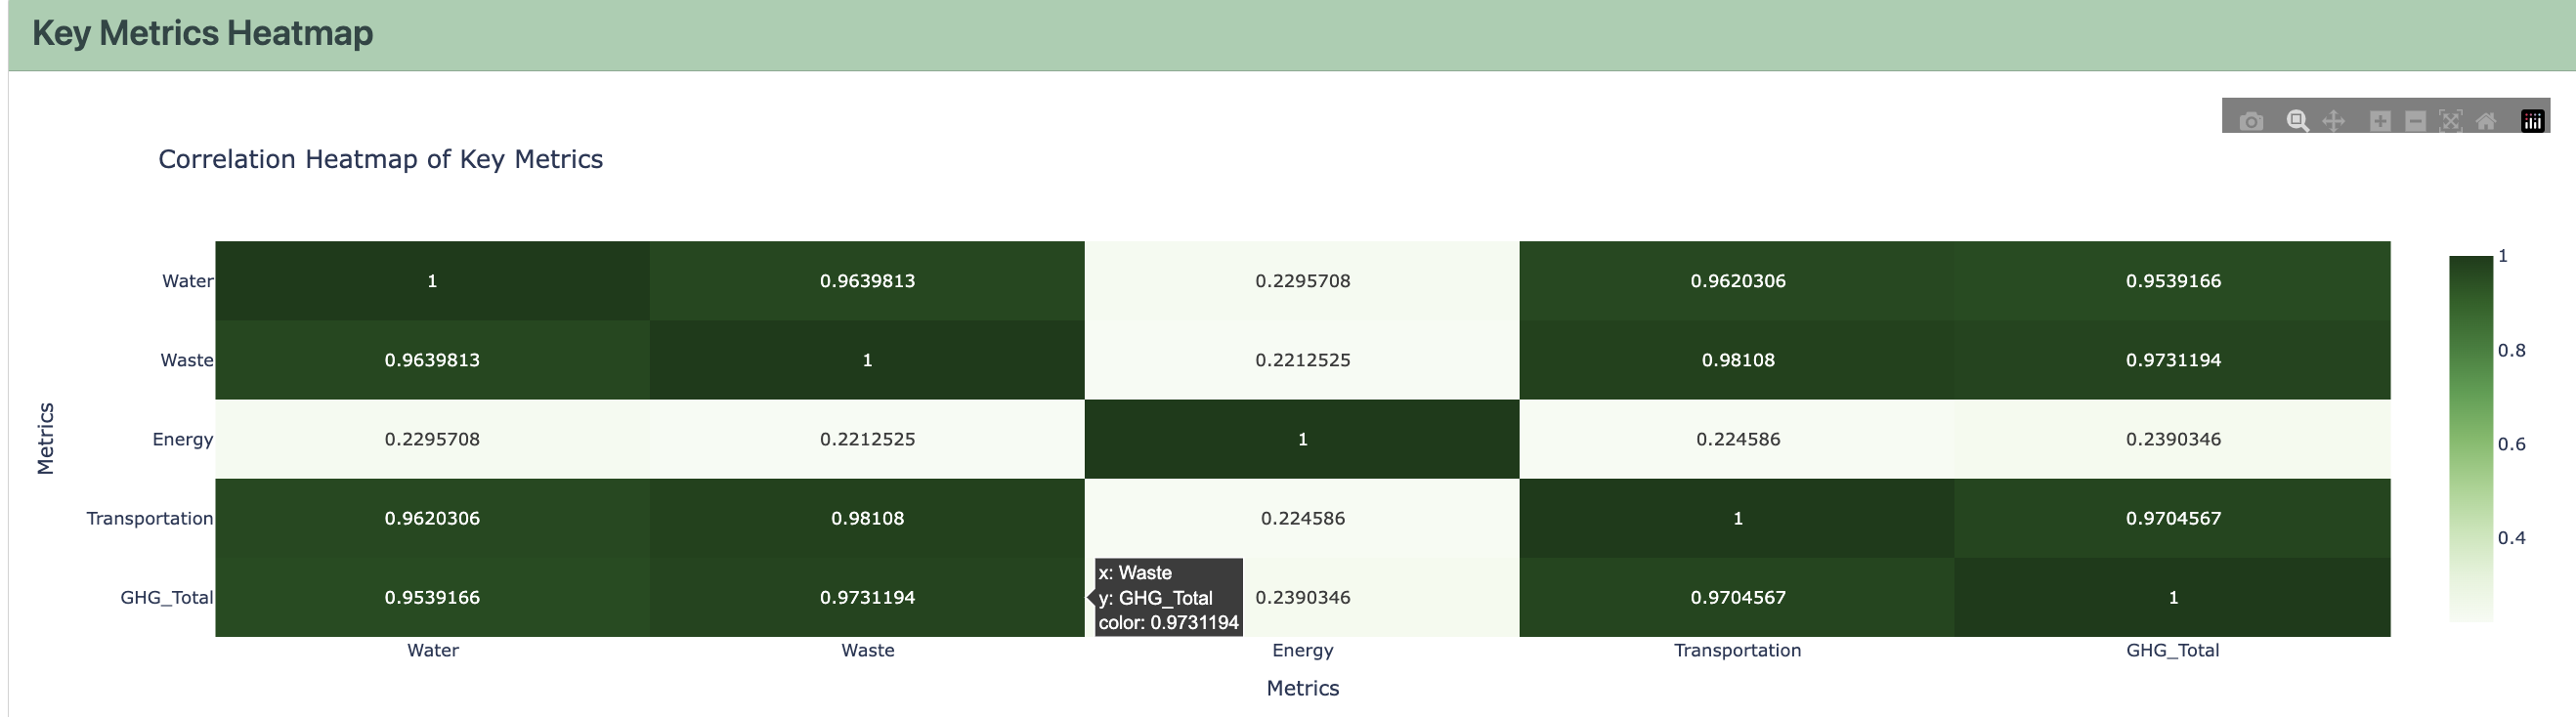 Key Metrics Heatmap
Correlation Heatmap of Key Metrics
Water 1 0.9639813 0.2295708 0.9620306 0.9539166
Waste 0.9639813 1 0.2212525 0.98108 0.9731194
Energy 0.2295708 0.2212525 1 0.224586 0.2390346
Transportation 0.9620306 0.98108 0.224586 1 0.9704567
GHG_Total 0.9539166 0.9731194 0.2390346 0.9704567 1
x: Waste
y: GHG_Total
color: 0.9731194
Water Waste Energy Transportation GHG_Total
Metrics
Metrics
1
0.8
0.6
0.4